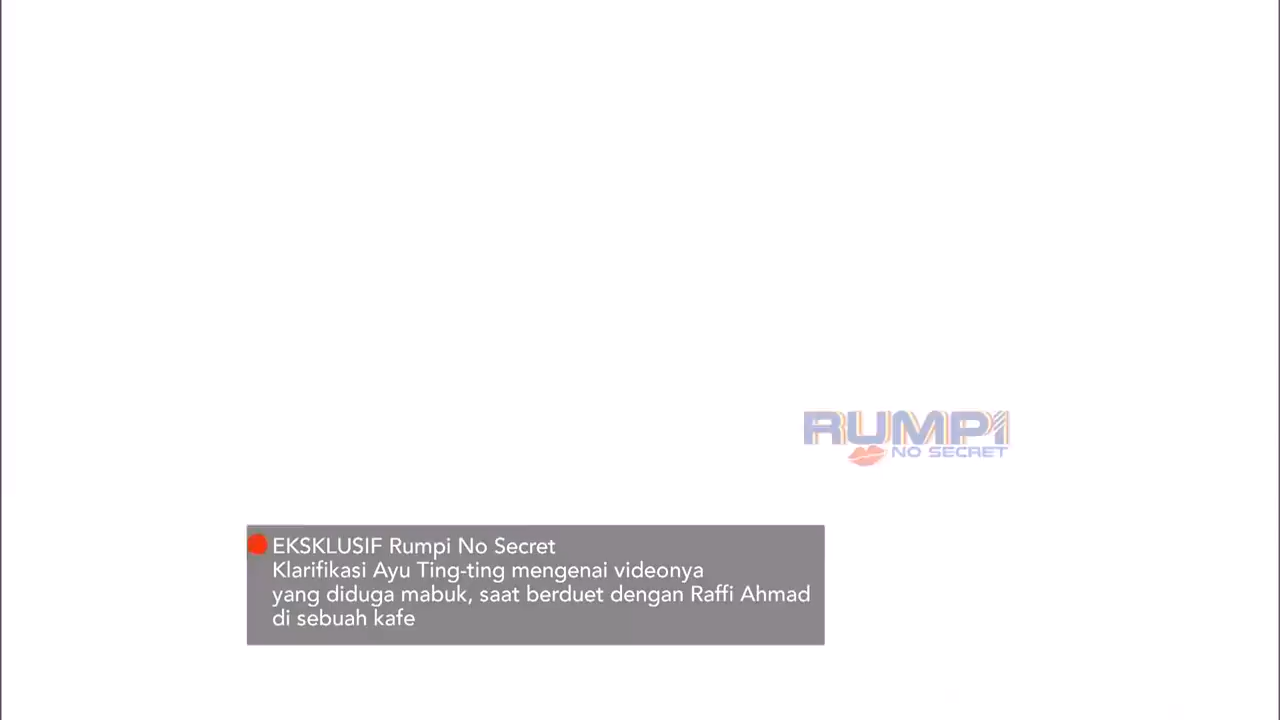 RUMPI
NO SECRET
EKSKLUSIF Rumpi No Secret
Klarifikasi Ayu Ting-ting mengenai videonya
yang diduga mabuk, saat berduet dengan Raffi Ahmad
di sebuah kafe